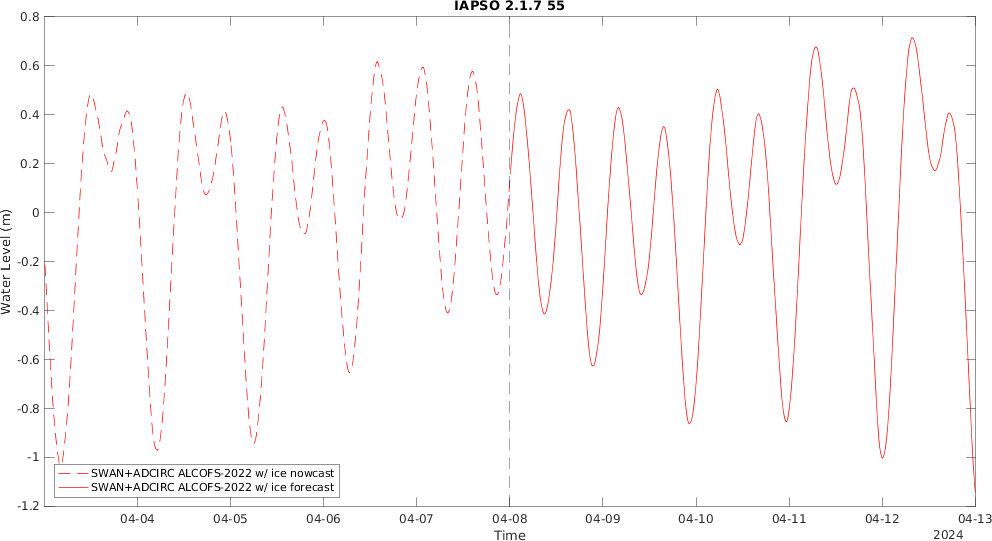 IAPSO 2.1.7 55
0.8
0.6
0.4
0.2
0
-0.2
-0.4
-0.6
-0.8
-1
-1.2
Water Level (m)
SWAN+ADCIRC ALCOFS-2022 w/ ice nowcast
SWAN+ADCIRC ALCOFS-2022 w/ ice forecast
04-04 04-05 04-06 04-07 04-08 04-09 04-10 04-11 04-12 04-13
Time
2024